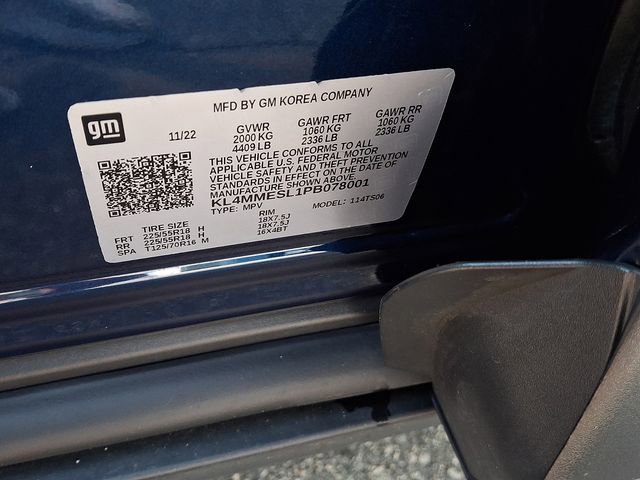 MFD BY GM KOREA COMPANY
gm
11/22
GVWR GAWR FRT GAWR RR
2000 KG 1060 KG 1060 KG
4409 LB 2336 LB 2336 LB
THIS VEHICLE CONFORMS TO ALL
APPLICABLE U.S. FEDERAL MOTOR
VEHICLE SAFETY AND THEFT PREVENTION
STANDARDS IN EFFECT ON THE DATE OF
MANUFACTURE SHOWN ABOVE.
KL4MMESL1PB078001
TYPE: MPV MODEL: 114TS06
TIRE SIZE RIM
FRT 225/55R18 H 18X7.5J
RR 225/55R18 H 18X7.5J
SPA T125/70R16 M 16X4BT